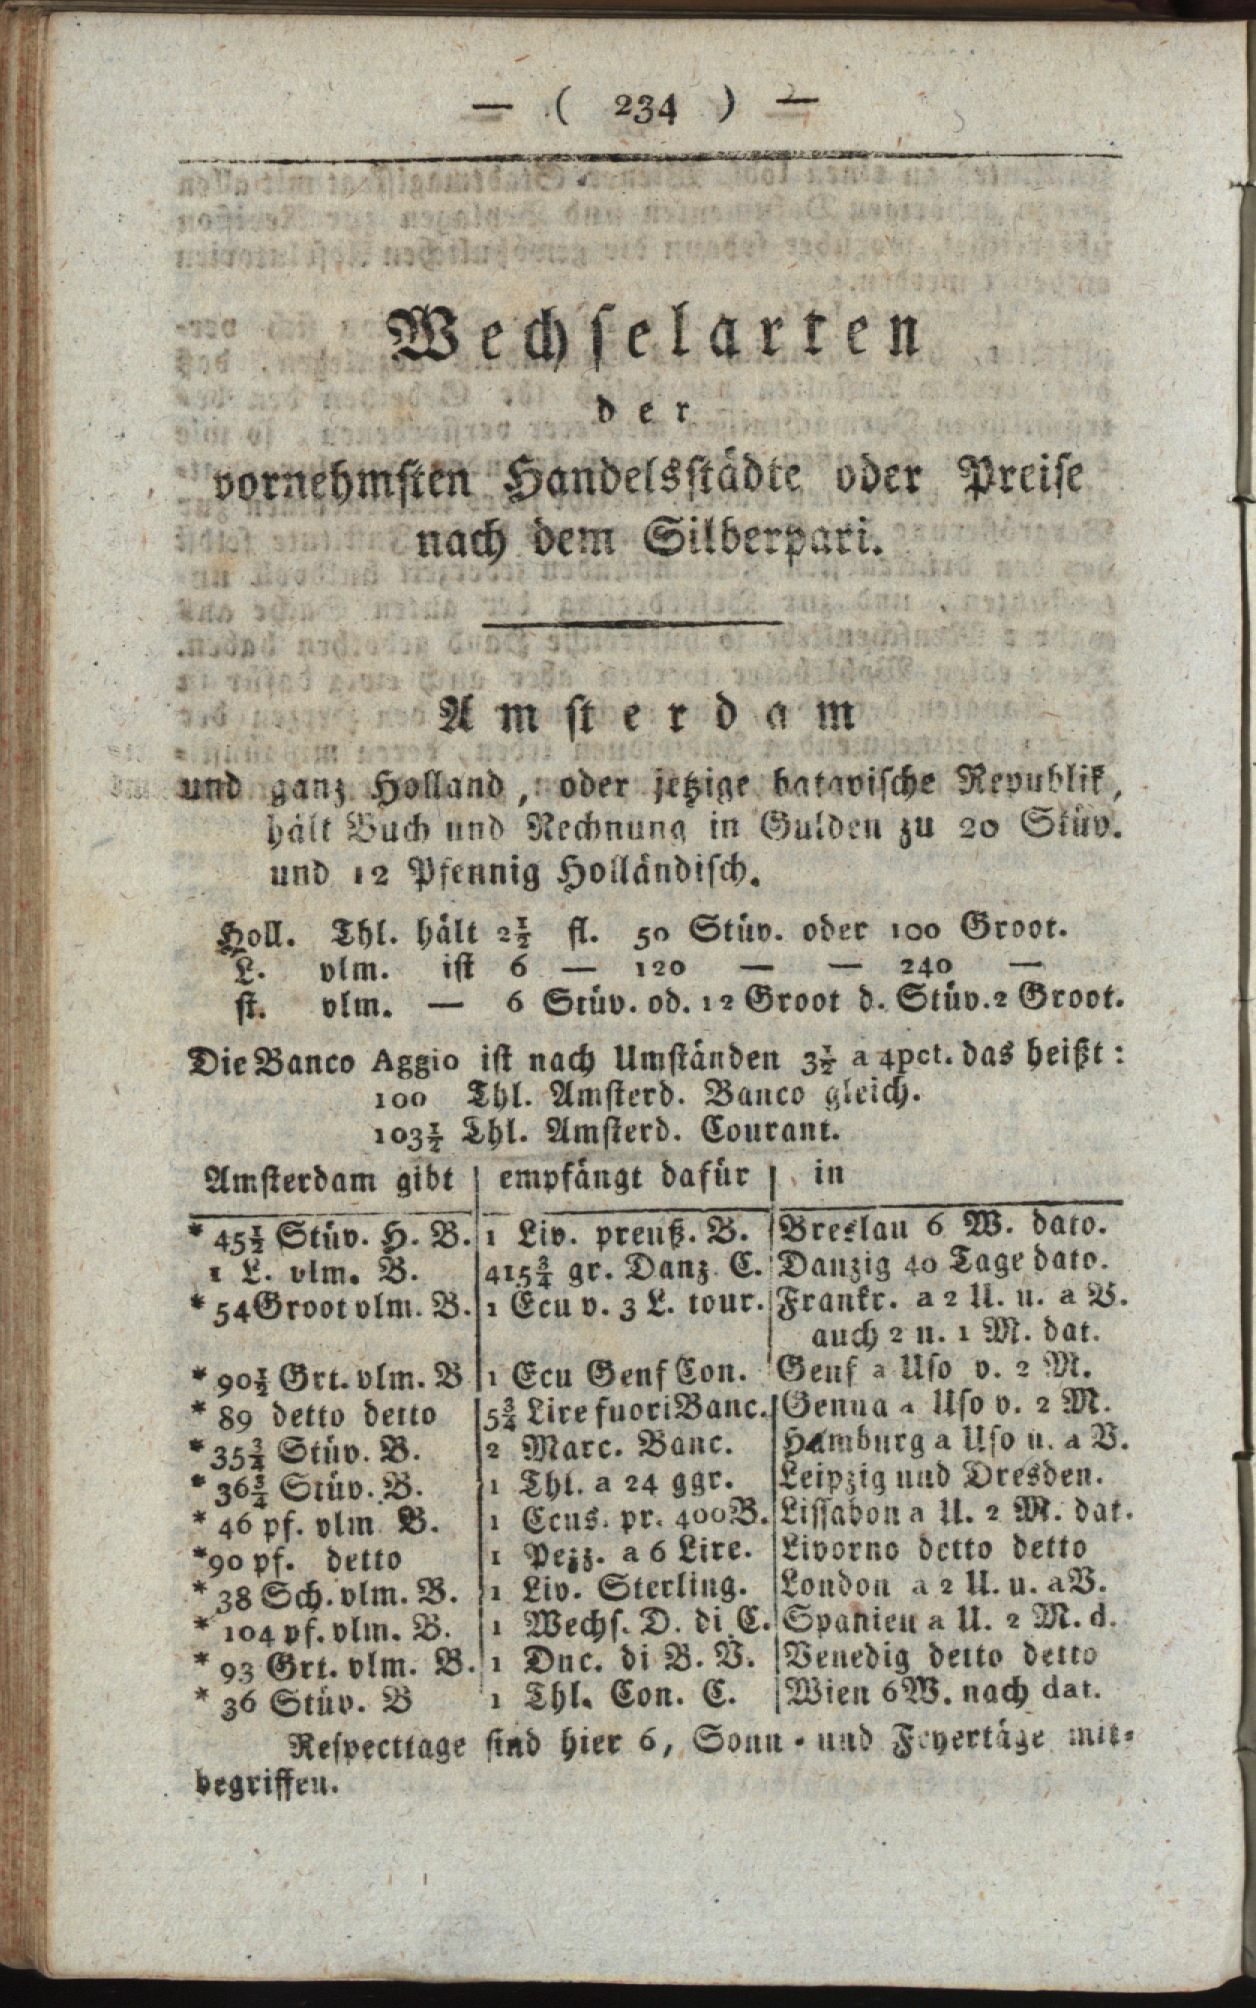 — ( 234 ) —
Wechselarten
der
vornehmsten Handelsstädte oder Preise
nach dem Silberpari.
Amsterdam
und ganz Holland, oder jetzige batavische Republik,
hält Buch und Rechnung in Gulden zu 20 Stüv.
und 12 Pfennig Holländisch.
Holl. Thl. hält 2½ fl. 50 Stüv. oder 100 Groot.
L. vlm. ist 6 — 120 — — 240 —
ſt. vlm. — 6 Stüv. od. 12 Groot d. Stüv. 2 Groot.
Die Banco Aggio ist nach Umständen 3½ a 4pct. das heißt:
100 Thl. Amsterd. Banco gleich.
103½ Thl. Amsterd. Courant.
Amsterdam gibt | empfängt dafür | in
* 45½ Stüv. H. B. | 1 Liv. preuß. B. | Breslau 6 W. dato.
1 L. vlm. B. | 415¾ gr. Danz. C. | Danzig 40 Tage dato.
* 54 Groot vlm. B. | 1 Ecu v. 3 L. tour. | Frankr. a 2 U. u. a V.
auch 2 u. 1 M. dat.
* 90½ Grt. vlm. B | 1 Ecu Genf Con. | Genf a Uso v. 2 M.
* 89 detto detto | 5¾ Lire fuori Banc. | Genua a Uso v. 2 M.
* 35¾ Stüv. B. | 2 Marc. Banc. | Hamburg a Uso u. a V.
* 36¾ Stüv. B. | 1 Thl. a 24 ggr. | Leipzig und Dresden.
* 46 pf. vlm B. | 1 Ecus. pr. 400 B. | Lissabon a U. 2 M. dat.
* 90 pf. detto | 1 Pezz. a 6 Lire. | Livorno detto detto
* 38 Sch. vlm. B. | 1 Liv. Sterling. | London a 2 U. u. a V.
* 104 pf. vlm. B. | 1 Wechs. D. di C. | Spanien a U. 2 M. d.
* 93 Grt. vlm. B. | 1 Duc. di B. V. | Venedig detto detto
* 36 Stüv. B | 1 Thl. Con. C. | Wien 6 W. nach dat.
Respecttage sind hier 6, Sonn- und Feyertäge mit-
begriffen.